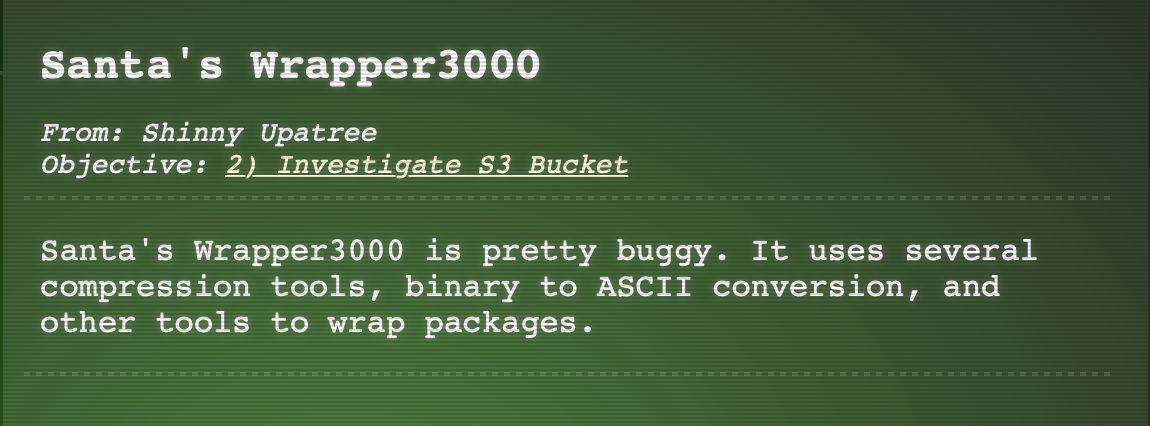 Santa's Wrapper3000
From: Shinny Upatree
Objective: 2) Investigate S3 Bucket
Santa's Wrapper3000 is pretty buggy. It uses several
compression tools, binary to ASCII conversion, and
other tools to wrap packages.